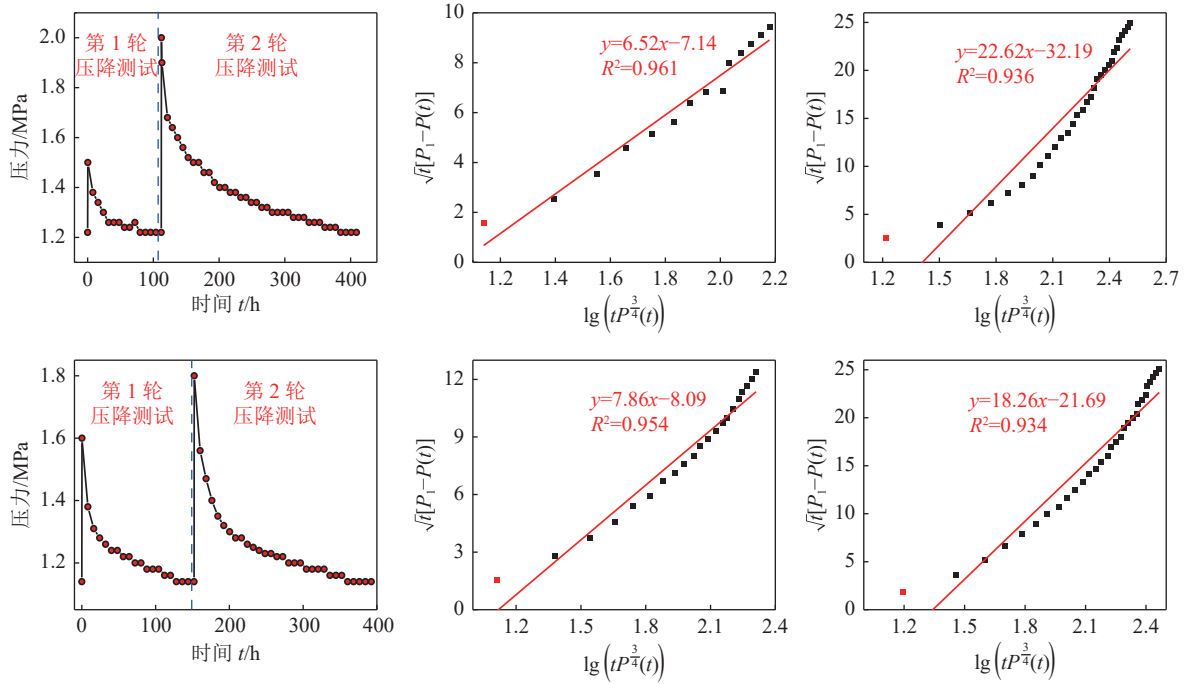 压力/MPa
2.0
1.8
1.6
1.4
1.2
第 1 轮
压降测试
第 2 轮
压降测试
0 100 200 300 400
时间 t/h
√t[P₁−P(t)]
10
8
6
4
2
0
y=6.52x−7.14
R²=0.961
1.2 1.4 1.6 1.8 2.0 2.2
lg(tP^{3/4}(t))
√t[P₁−P(t)]
25
20
15
10
5
0
y=22.62x−32.19
R²=0.936
1.2 1.5 1.8 2.1 2.4 2.7
lg(tP^{3/4}(t))
压力/MPa
1.8
1.6
1.4
1.2
第 1 轮
压降测试
第 2 轮
压降测试
0 100 200 300 400
时间 t/h
√t[P₁−P(t)]
12
9
6
3
0
y=7.86x−8.09
R²=0.954
1.2 1.5 1.8 2.1 2.4
lg(tP^{3/4}(t))
√t[P₁−P(t)]
25
20
15
10
5
0
y=18.26x−21.69
R²=0.934
1.2 1.5 1.8 2.1 2.4
lg(tP^{3/4}(t))